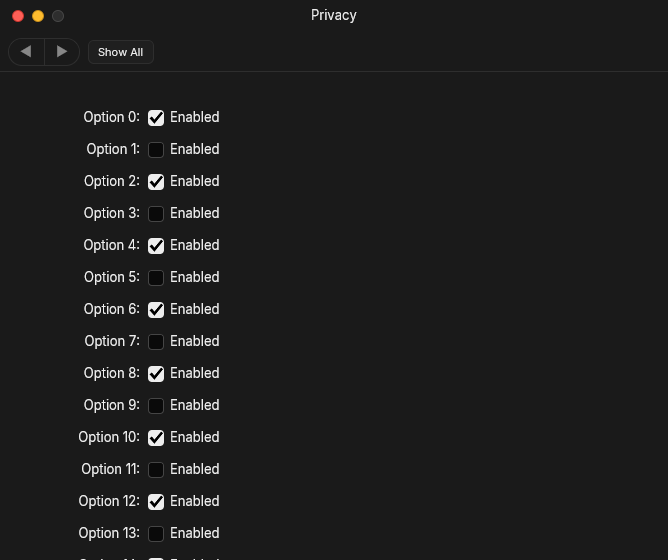 Privacy
Show All
Option 0: Enabled
Option 1: Enabled
Option 2: Enabled
Option 3: Enabled
Option 4: Enabled
Option 5: Enabled
Option 6: Enabled
Option 7: Enabled
Option 8: Enabled
Option 9: Enabled
Option 10: Enabled
Option 11: Enabled
Option 12: Enabled
Option 13: Enabled